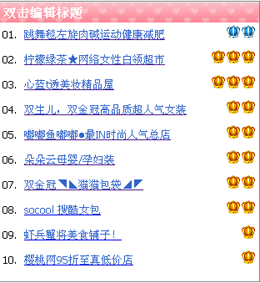 双击编辑标题
01. 跳舞毯左旋肉碱运动健康减肥
02. 柠檬绿茶★网络女性白领超市
03. 心蓝t透美妆精品屋
04. 双生儿，双金冠高品质超人气女装
05. 嘟嘟鱼嘟嘟●最IN时尚人气总店
06. 朵朵云母婴/孕妇装
07. 双金冠◥◣猫猫包袋◢◤
08. socool 搜酷女包
09. 虾兵蟹将美食铺子！
10. 樱桃网95折至真低价店